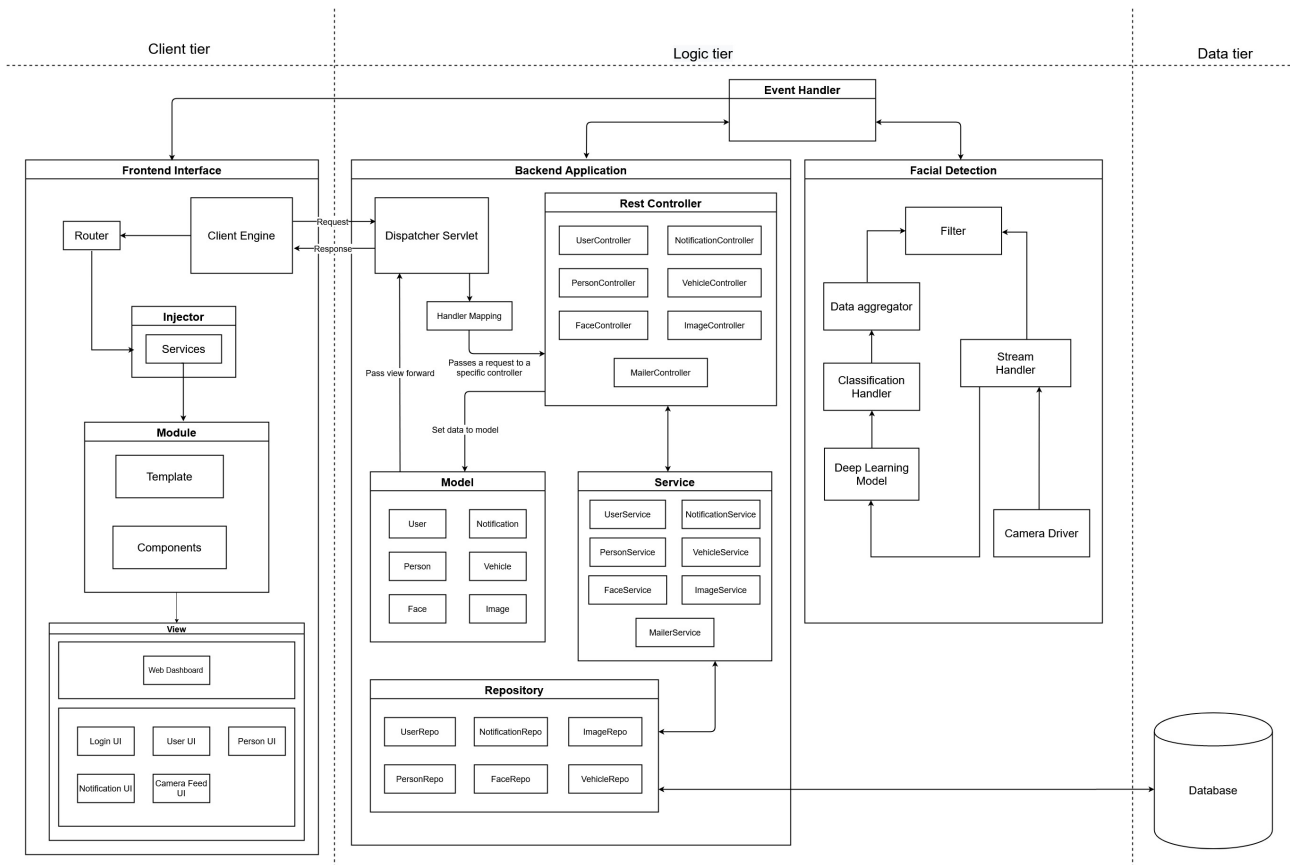 Client tier
Logic tier
Data tier
Event Handler
Frontend Interface
Router
Client Engine
Request
Response
Injector
Services
Module
Template
Components
View
Web Dashboard
Login UI
User UI
Person UI
Notification UI
Camera Feed
UI
Backend Application
Dispatcher Servlet
Handler Mapping
Passes a request to a
specific controller
Pass view forward
Set data to model
Rest Controller
UserController
NotificationController
PersonController
VehicleController
FaceController
ImageController
MailerController
Model
User
Notification
Person
Vehicle
Face
Image
Service
UserService
NotificationService
PersonService
VehicleService
FaceService
ImageService
MailerService
Repository
UserRepo
NotificationRepo
ImageRepo
PersonRepo
FaceRepo
VehicleRepo
Facial Detection
Filter
Data aggregator
Stream
Handler
Classification
Handler
Deep Learning
Model
Camera Driver
Database